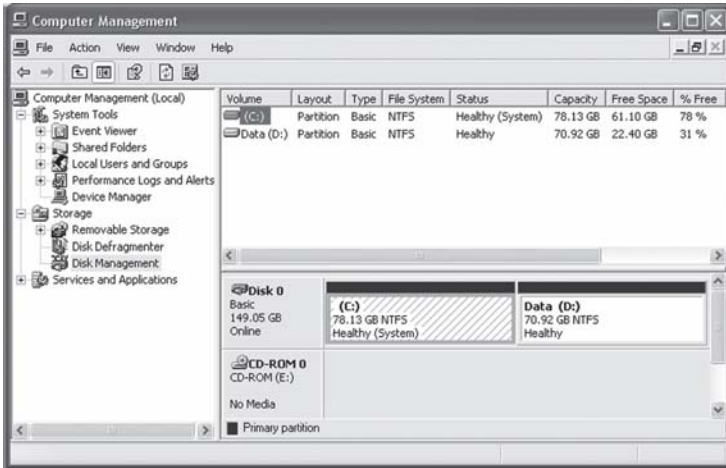 Computer Management
File Action View Window Help
Computer Management (Local)
System Tools
Event Viewer
Shared Folders
Local Users and Groups
Performance Logs and Alerts
Device Manager
Storage
Removable Storage
Disk Defragmenter
Disk Management
Services and Applications
Volume Layout Type File System Status Capacity Free Space % Free
(C:) Partition Basic NTFS Healthy (System) 78.13 GB 61.10 GB 78 %
Data (D:) Partition Basic NTFS Healthy 70.92 GB 22.40 GB 31 %
Disk 0
Basic
149.05 GB
Online
(C:)
78.13 GB NTFS
Healthy (System)
Data (D:)
70.92 GB NTFS
Healthy
CD-ROM 0
CD-ROM (E:)
No Media
Primary partition